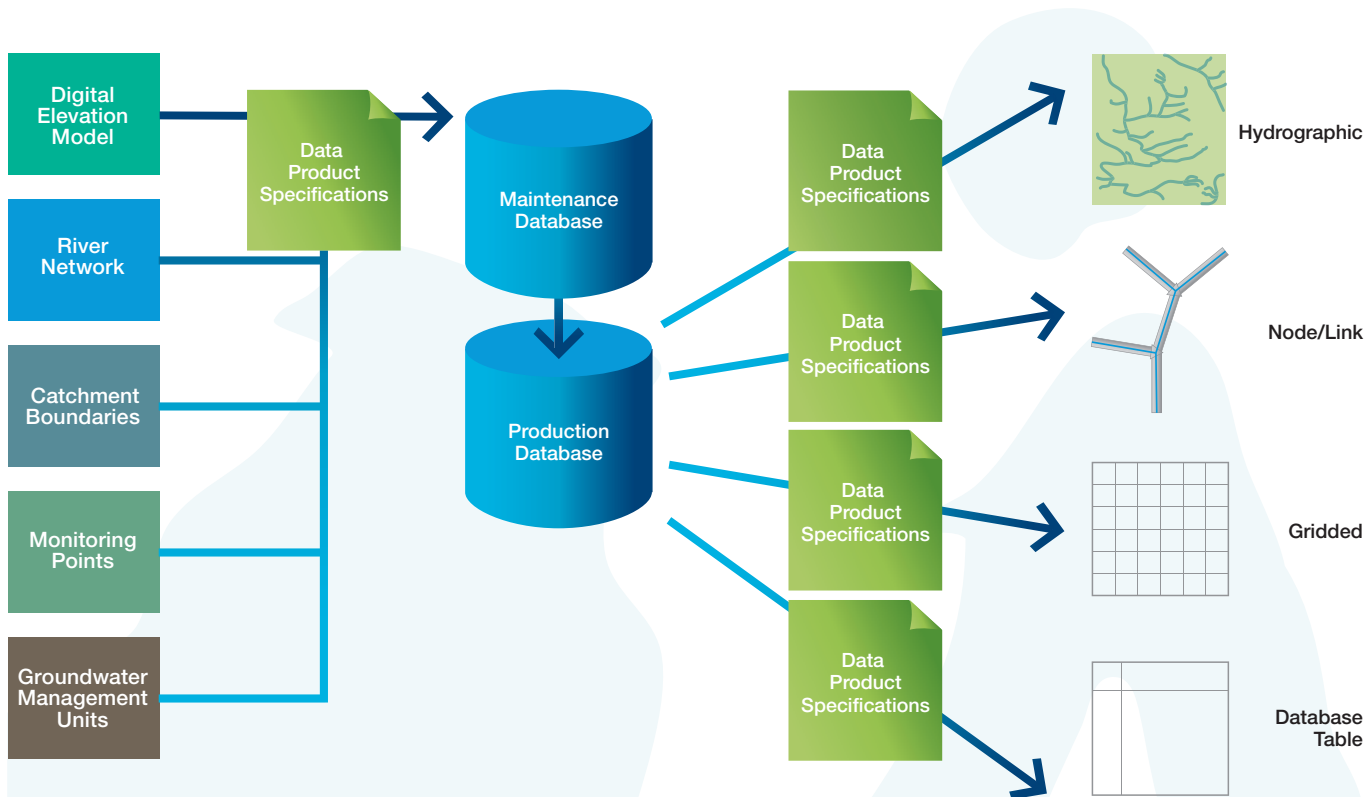 Digital
Elevation
Model
River
Network
Catchment
Boundaries
Monitoring
Points
Groundwater
Management
Units
Data
Product
Specifications
Maintenance
Database
Production
Database
Data
Product
Specifications
Data
Product
Specifications
Data
Product
Specifications
Data
Product
Specifications
Hydrographic
Node/Link
Gridded
Database
Table